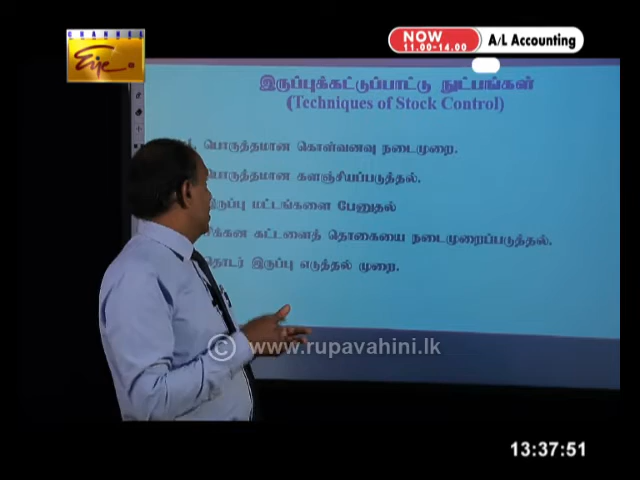 CHANNEL
Eye
NOW
11.00-14.00
A/L Accounting
இருப்புக்கட்டுப்பாட்டு நுட்பங்கள்
(Techniques of Stock Control)
பொருத்தமான கொள்வனவு நடைமுறை.
பொருத்தமான களஞ்சியப்படுத்தல்.
இருப்பு மட்டங்களை பேணுதல்
சிக்கன கட்டளைத் தொகையை நடைமுறைப்படுத்தல்.
தொடர் இருப்பு எடுத்தல் முறை.
© www.rupavahini.lk
13:37:51